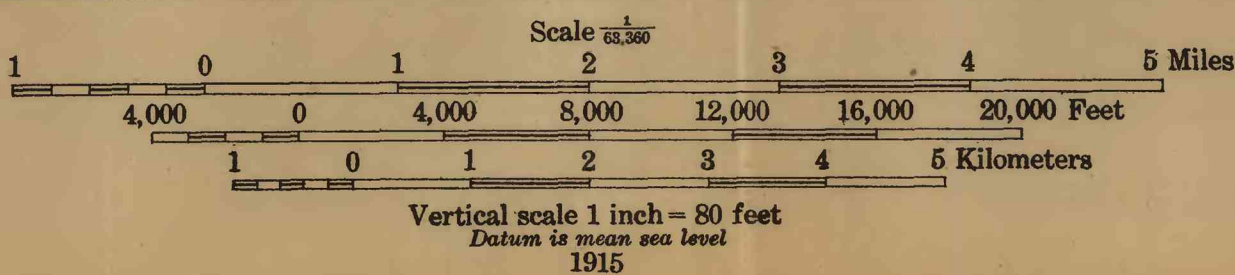 Scale 1/63,360
1 0 1 2 3 4 5 Miles
4,000 0 4,000 8,000 12,000 16,000 20,000 Feet
1 0 1 2 3 4 5 Kilometers
Vertical scale 1 inch = 80 feet
Datum is mean sea level
1915